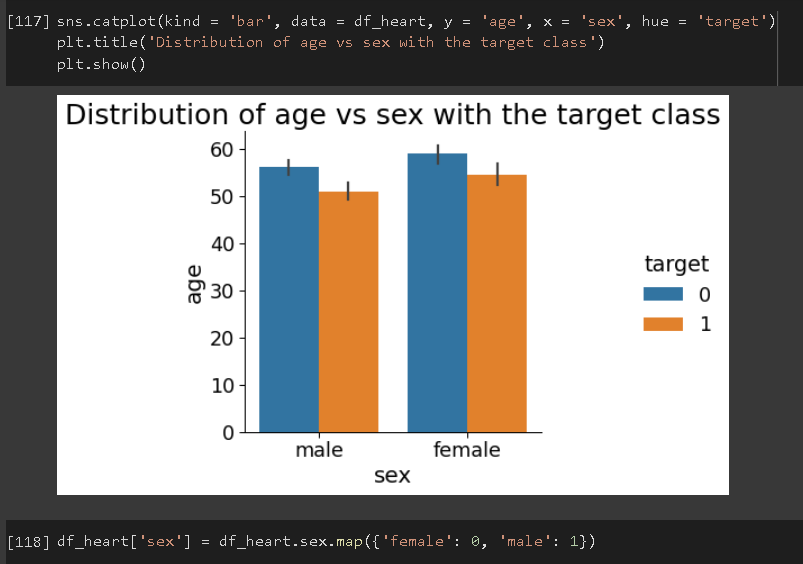 [117] sns.catplot(kind = 'bar', data = df_heart, y = 'age', x = 'sex', hue = 'target')
plt.title('Distribution of age vs sex with the target class')
plt.show()
Distribution of age vs sex with the target class
60
50
40
30
20
10
0
age
male female
sex
target
0
1
[118] df_heart['sex'] = df_heart.sex.map({'female': 0, 'male': 1})